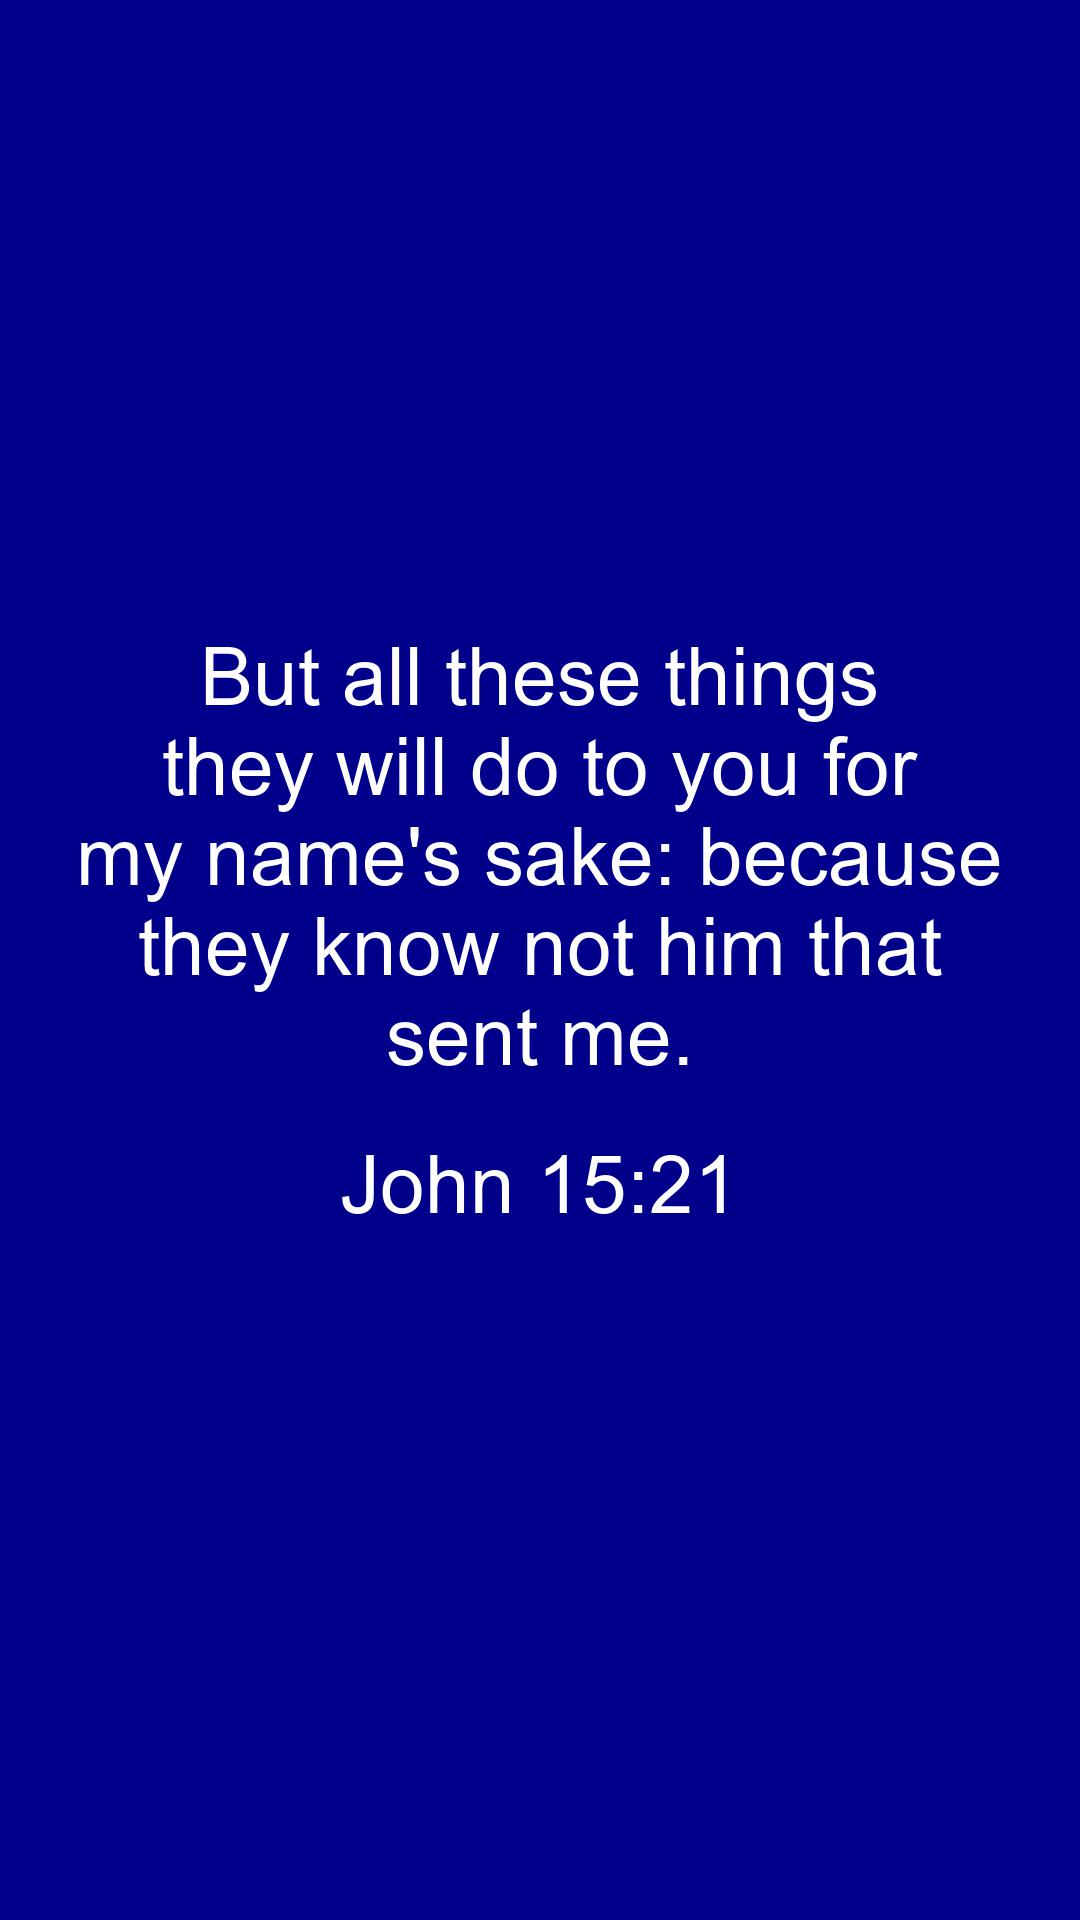 But all these things
they will do to you for
my name's sake: because
they know not him that
sent me.
John 15:21